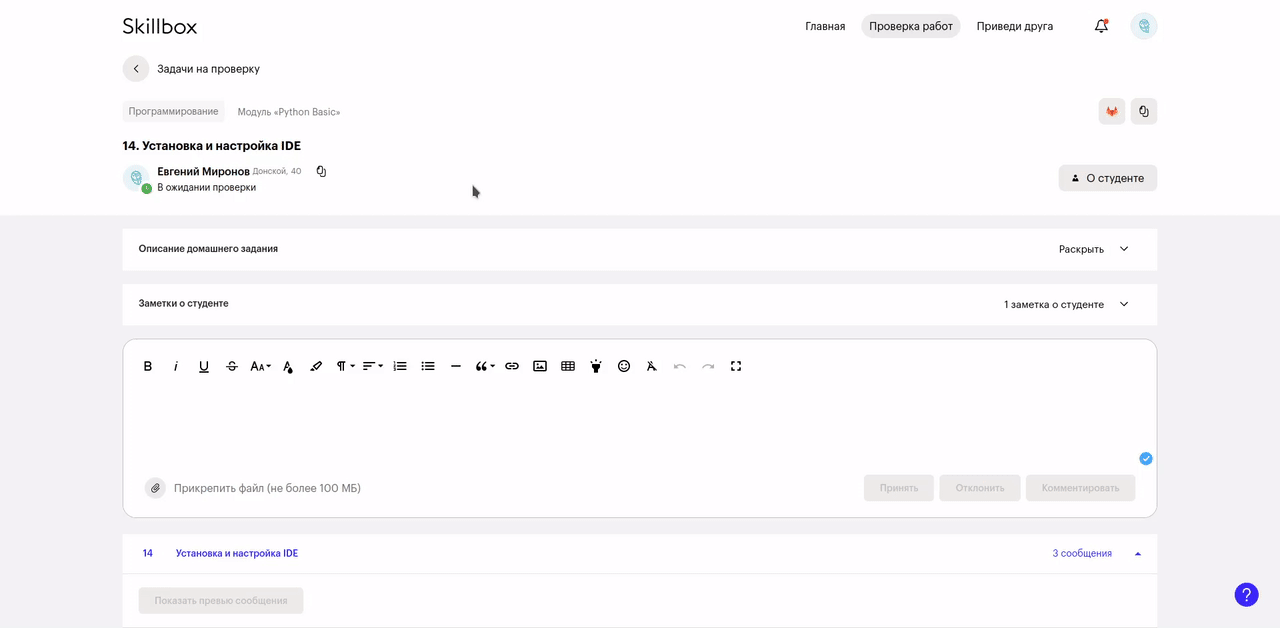 Skillbox
Главная Проверка работ Приведи друга
Задачи на проверку
Программирование Модуль «Python Basic»
14. Установка и настройка IDE
Евгений Миронов Донской, 40
В ожидании проверки
О студенте
Описание домашнего задания Раскрыть
Заметки о студенте 1 заметка о студенте
Прикрепить файл (не более 100 МБ) Принять Отклонить Комментировать
14 Установка и настройка IDE 3 сообщения
Показать превью сообщения
?